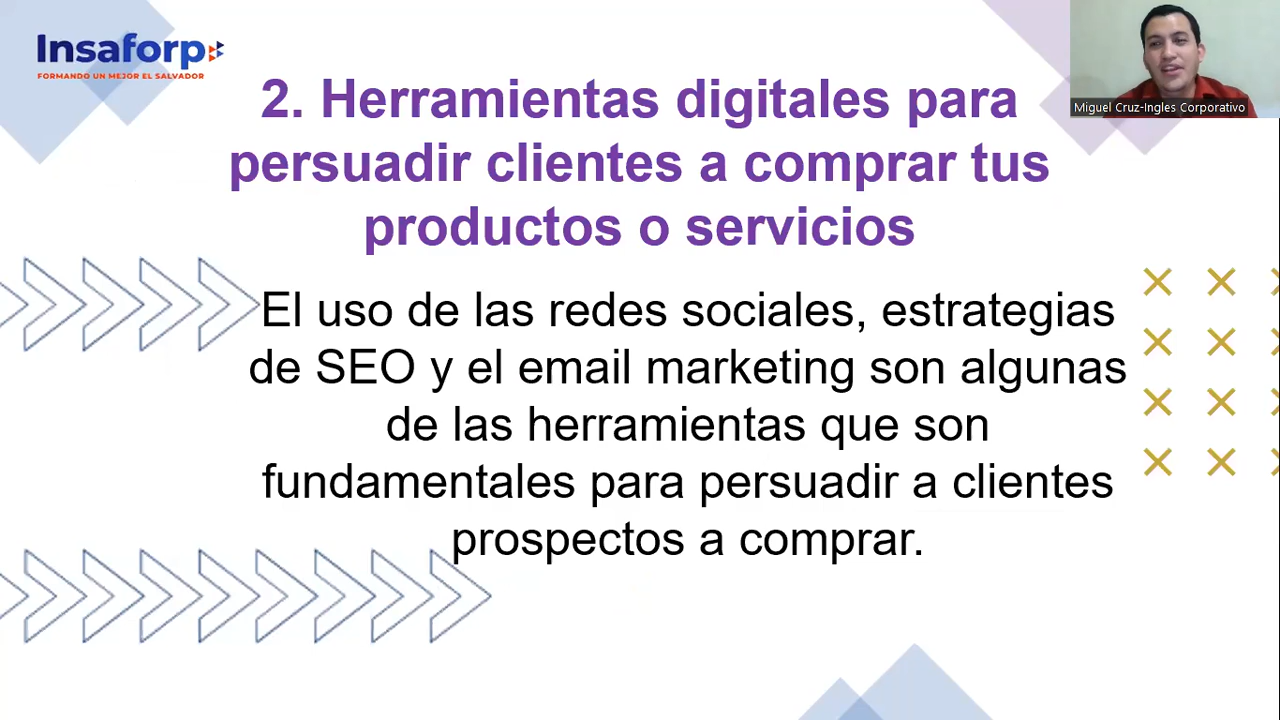 Insaforp
FORMANDO UN MEJOR EL SALVADOR
2. Herramientas digitales para
persuadir clientes a comprar tus
productos o servicios
Miguel Cruz-Ingles Corporativo
El uso de las redes sociales, estrategias
de SEO y el email marketing son algunas
de las herramientas que son
fundamentales para persuadir a clientes
prospectos a comprar.